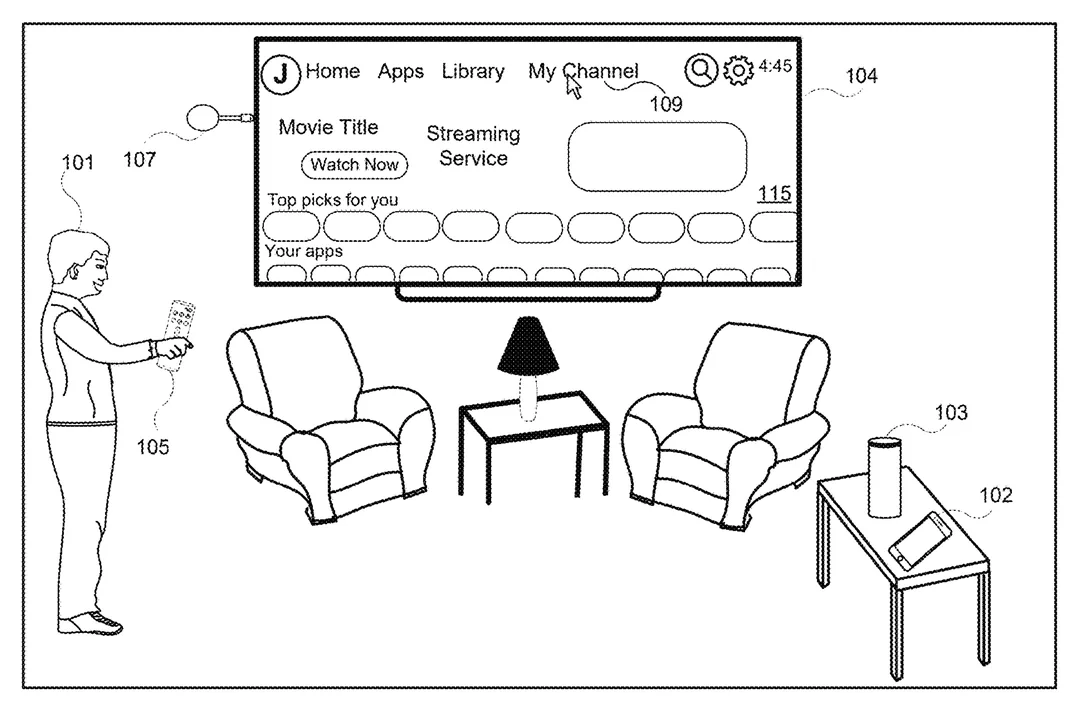 J Home Apps Library My Channel 4:45
104
109
107
Movie Title
Streaming
Service
Watch Now
101
115
Top picks for you
Your apps
105
103
102